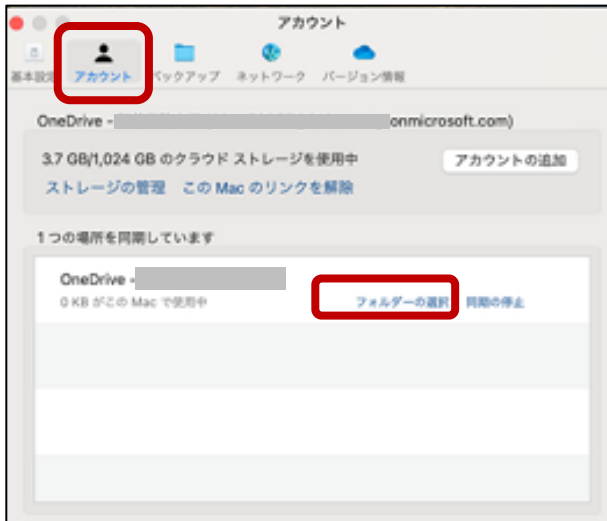 アカウント
基本設定 アカウント バックアップ ネットワーク バージョン情報
OneDrive - onmicrosoft.com)
3.7 GB/1,024 GB のクラウド ストレージを使用中 アカウントの追加
ストレージの管理 この Mac のリンクを解除
1 つの場所を同期しています
OneDrive -
0 KB がこの Mac で使用中 フォルダーの選択 同期の停止